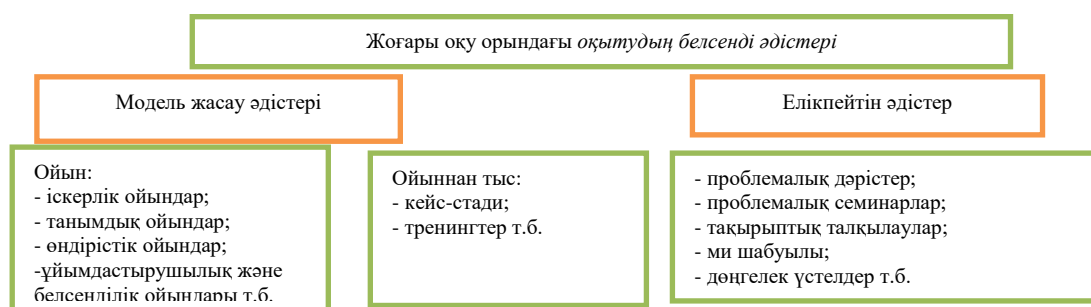 Жоғары оқу орындағы оқытудың белсенді әдістері
Модель жасау әдістері
Елікпейтін әдістер
Ойын:
- іскерлік ойындар;
- танымдық ойындар;
- өндірістік ойындар;
-ұйымдастырушылық және
белсенділік ойындары т.б.
Ойыннан тыс:
- кейс-стади;
- тренингтер т.б.
- проблемалық дәрістер;
- проблемалық семинарлар;
- тақырыптық талқылаулар;
- ми шабуылы;
- дөңгелек үстелдер т.б.